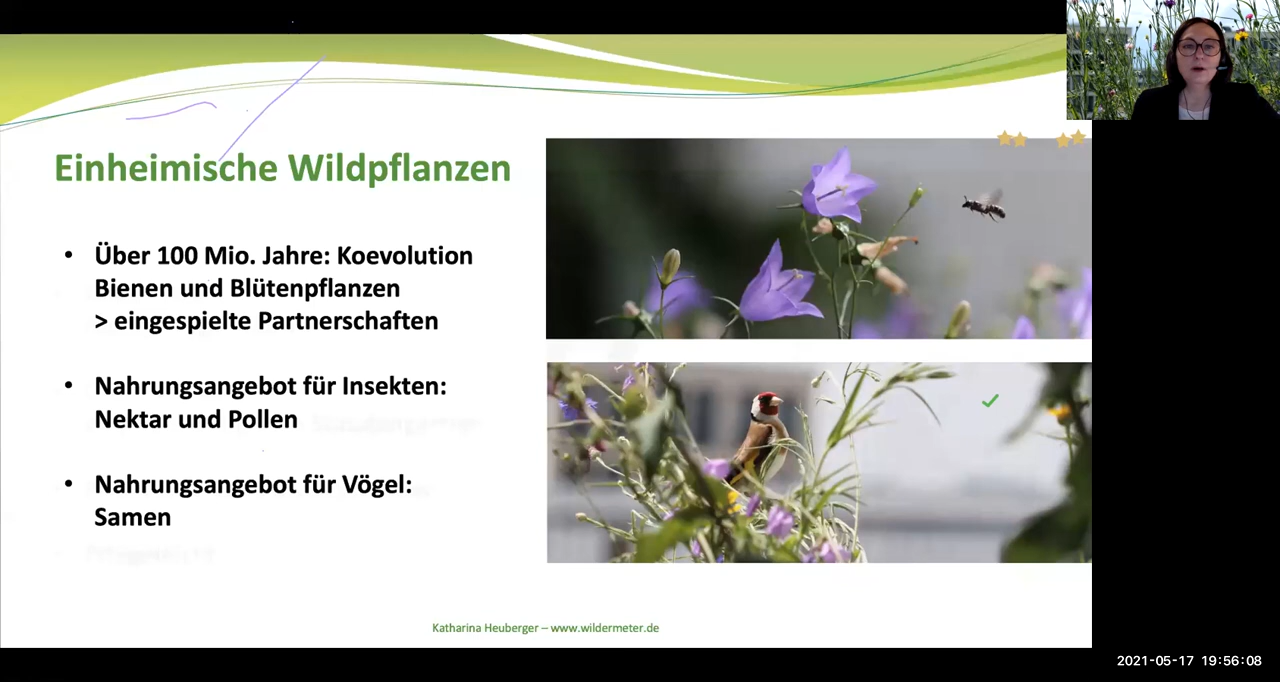 Einheimische Wildpflanzen
• Über 100 Mio. Jahre: Koevolution
Bienen und Blütenpflanzen
> eingespielte Partnerschaften
• Nahrungsangebot für Insekten:
Nektar und Pollen
• Nahrungsangebot für Vögel:
Samen
Katharina Heuberger – www.wildermeter.de
2021-05-17 19:56:08